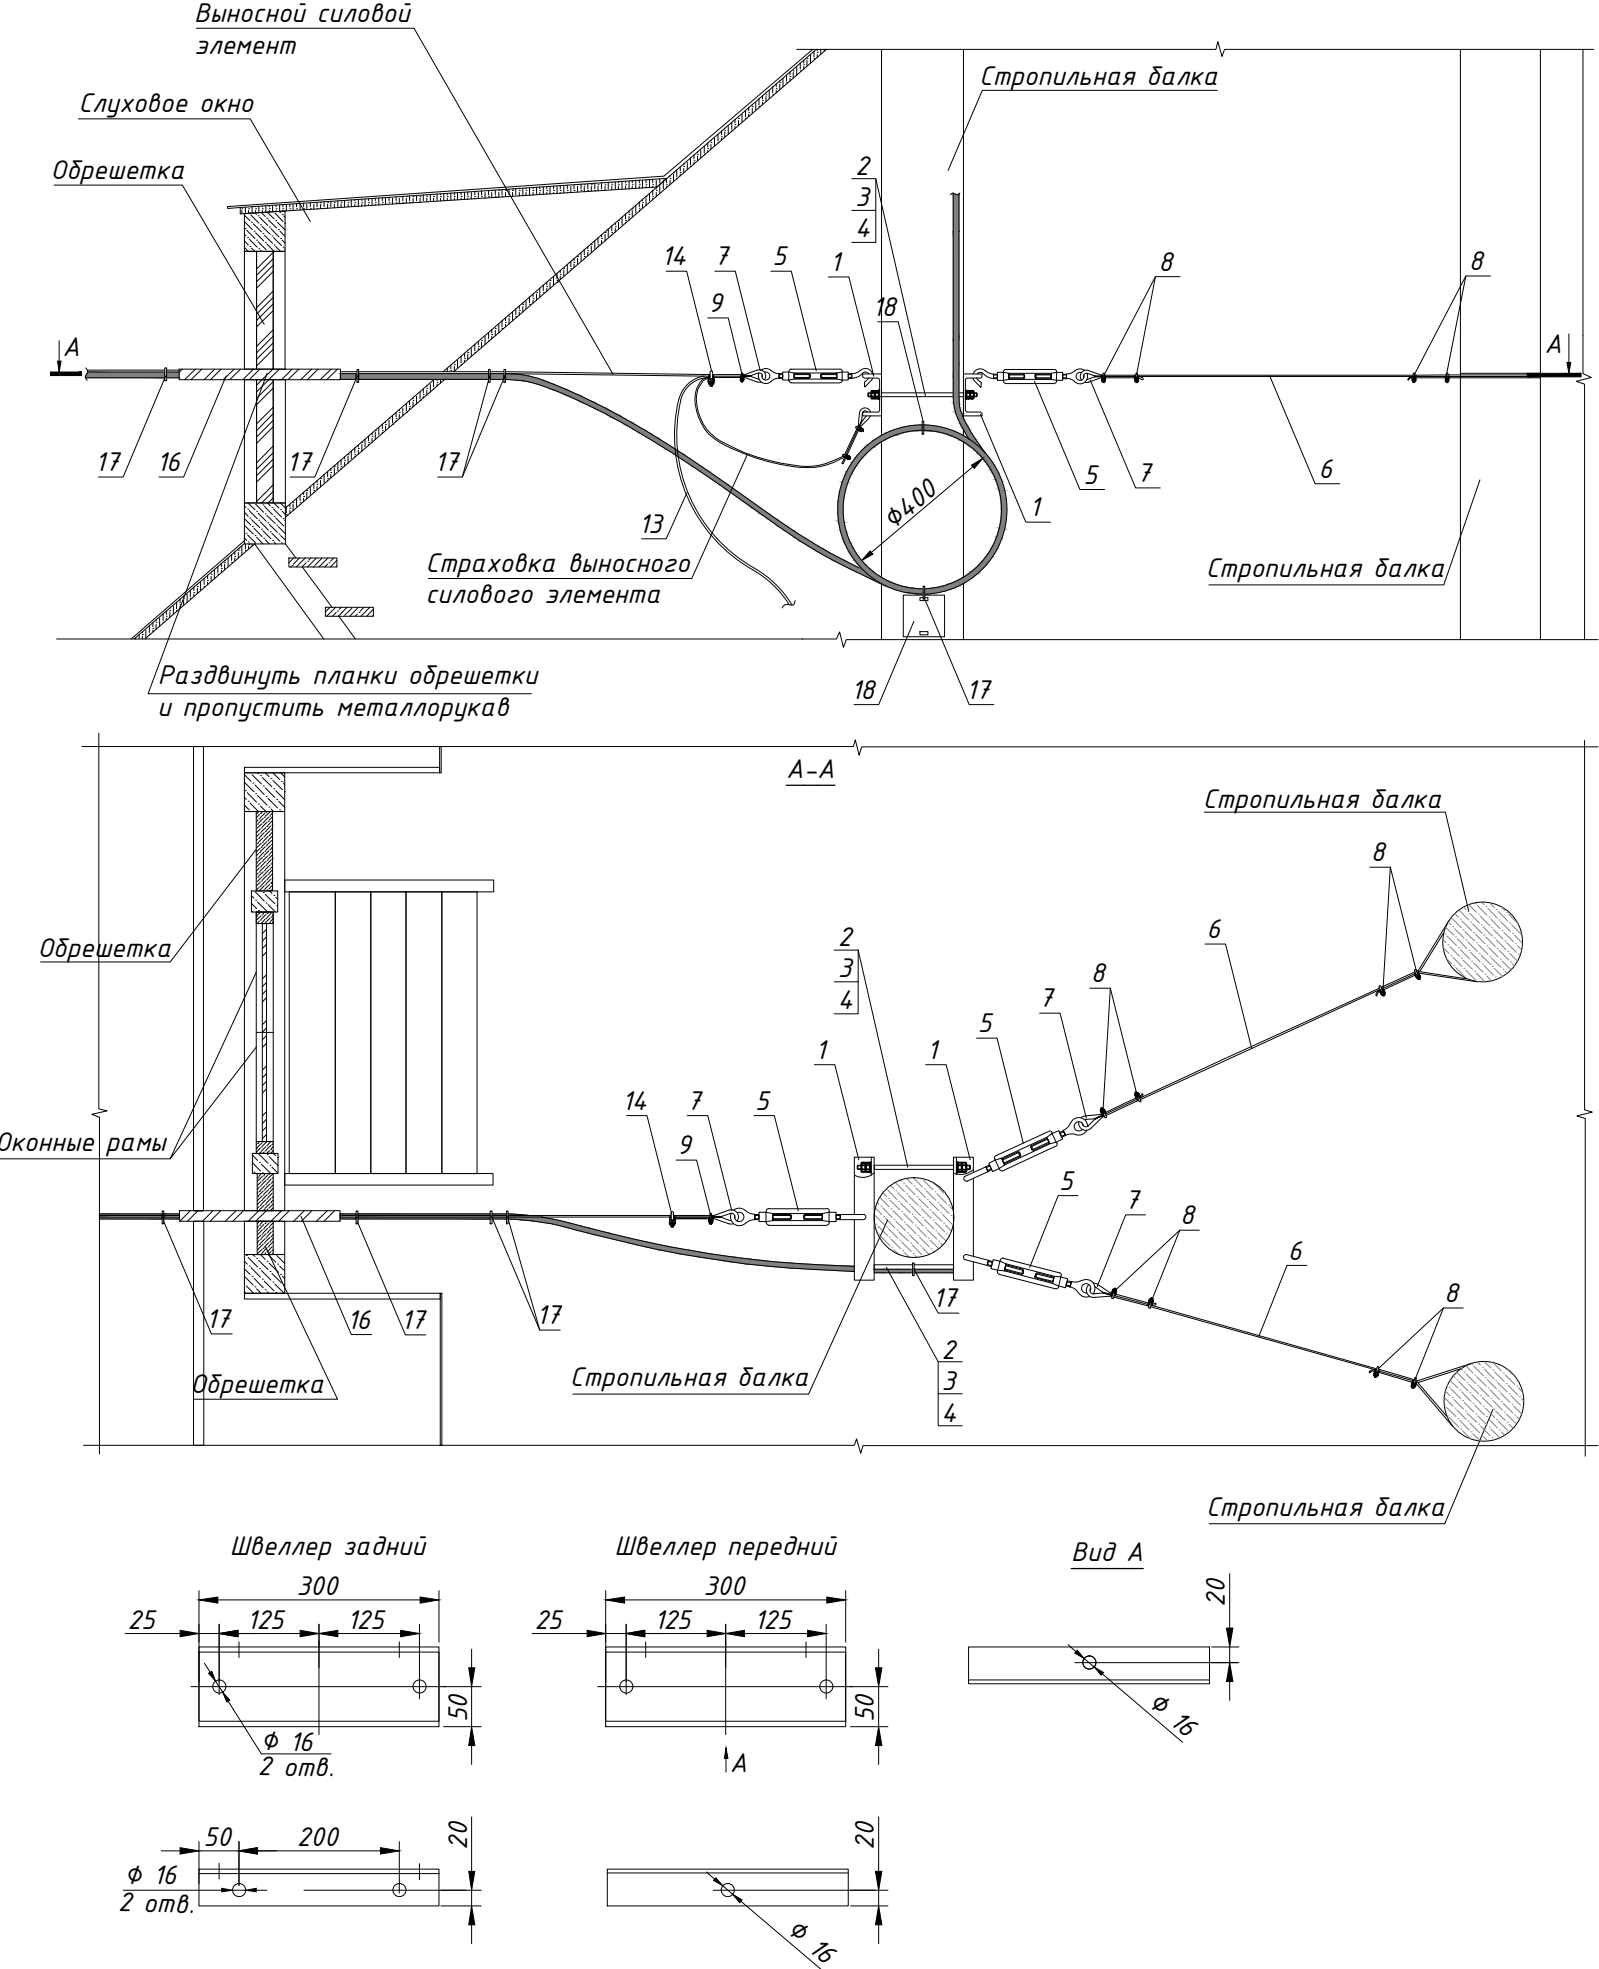 Выносной силовой
элемент
Стропильная балка
Слуховое окно
Обрешетка
2
3
4
14
7
5
1
8
8
9
18
А
А
17
16
17
17
5
7
6
13
Ф400
1
Страховка выносного
силового элемента
Стропильная балка
Раздвинуть планки обрешетки
и пропустить металлорукав
18
17
А-А
Стропильная балка
8
Обрешетка
2
3
4
6
8
7
5
1
1
Оконные рамы
14
7
5
9
5
7
8
6
17
16
17
17
17
8
2
3
4
Обрешетка
Стропильная балка
Стропильная балка
Швеллер задний
Швеллер передний
Вид А
300
300
20
25
125
125
25
125
125
50
50
ф 16
2 отв.
А
ф 16
50
200
20
20
ф 16
2 отв.
ф 16